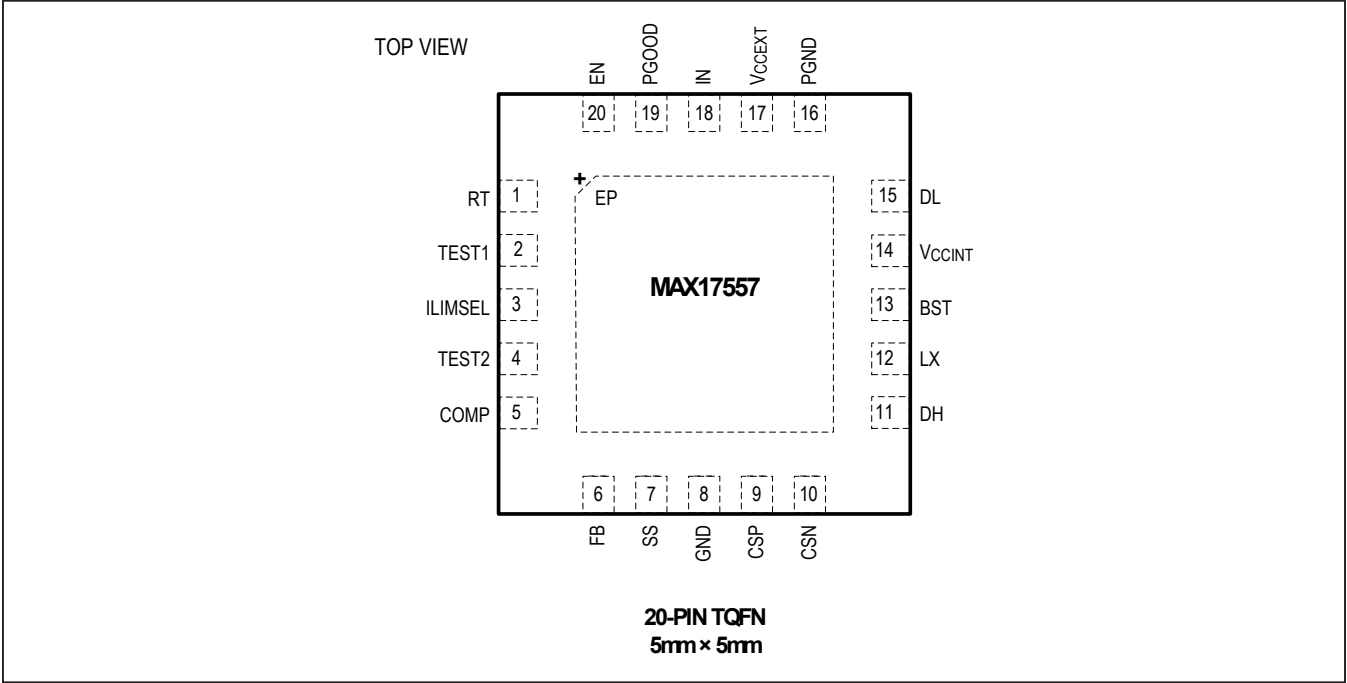 TOP VIEW
EN
PGOOD
IN
VCCEXT
PGND
20
19
18
17
16
RT 1
TEST1 2
ILIMSEL 3
TEST2 4
COMP 5
+
EP
MAX17557
15 DL
14 VCCINT
13 BST
12 LX
11 DH
6
7
8
9
10
FB
SS
GND
CSP
CSN
20-PIN TQFN
5mm × 5mm